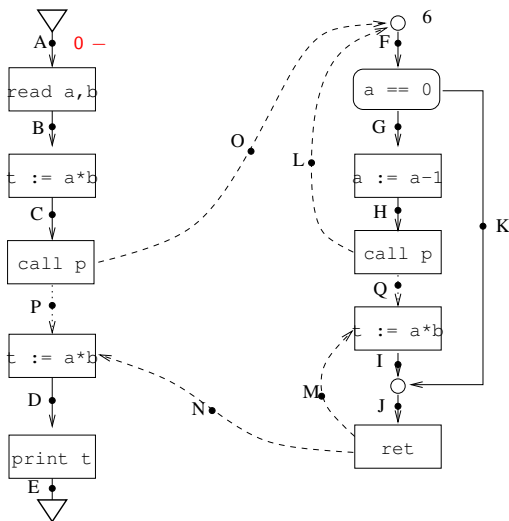 A
0 –
read a,b
B
t := a*b
C
call p
P
t := a*b
D
print t
E
O
L
N
M
6
F
a == 0
G
a := a-1
H
call p
Q
t := a*b
I
J
ret
K